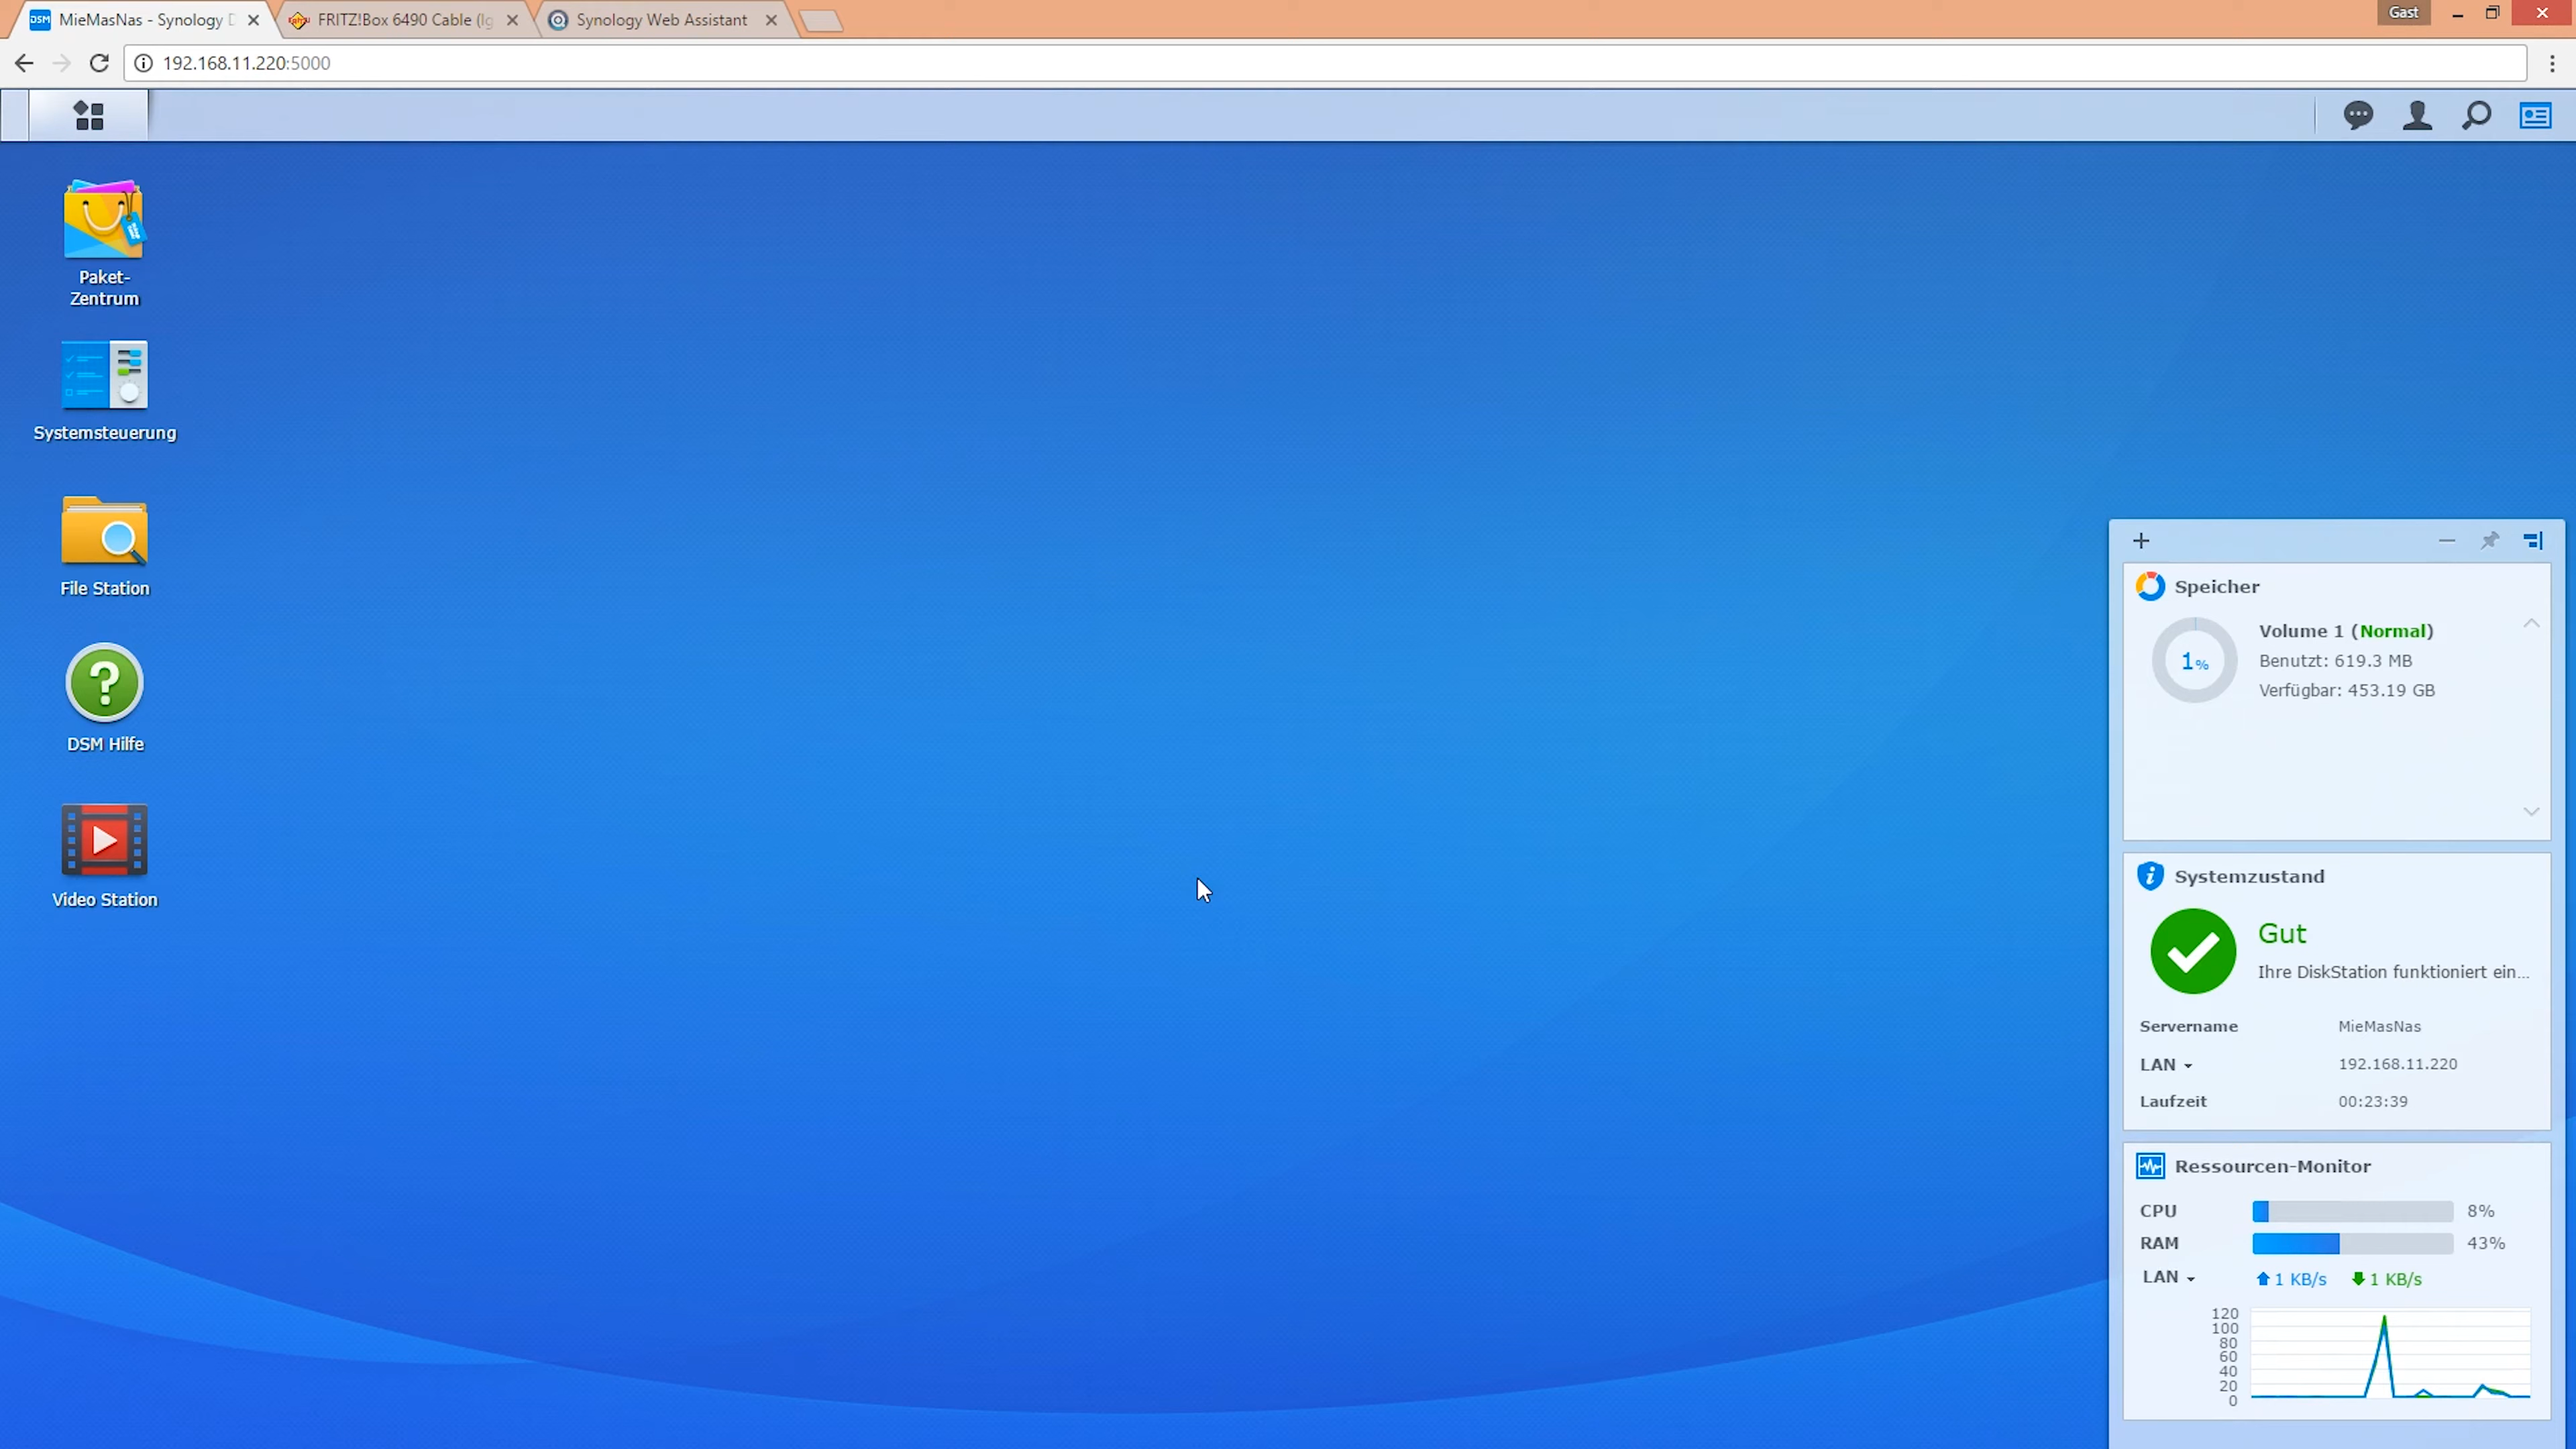 MieMasNas - Synology D
FRITZ!Box 6490 Cable (lg
Synology Web Assistant
Gast
192.168.11.220:5000
Paket-
Zentrum
Systemsteuerung
File Station
DSM Hilfe
Video Station
Speicher
1%
Volume 1 (Normal)
Benutzt: 619.3 MB
Verfügbar: 453.19 GB
Systemzustand
Gut
Ihre DiskStation funktioniert ein...
Servername MieMasNas
LAN 192.168.11.220
Laufzeit 00:23:39
Ressourcen-Monitor
CPU 8%
RAM 43%
LAN 1 KB/s 1 KB/s
120
100
80
60
40
20
0